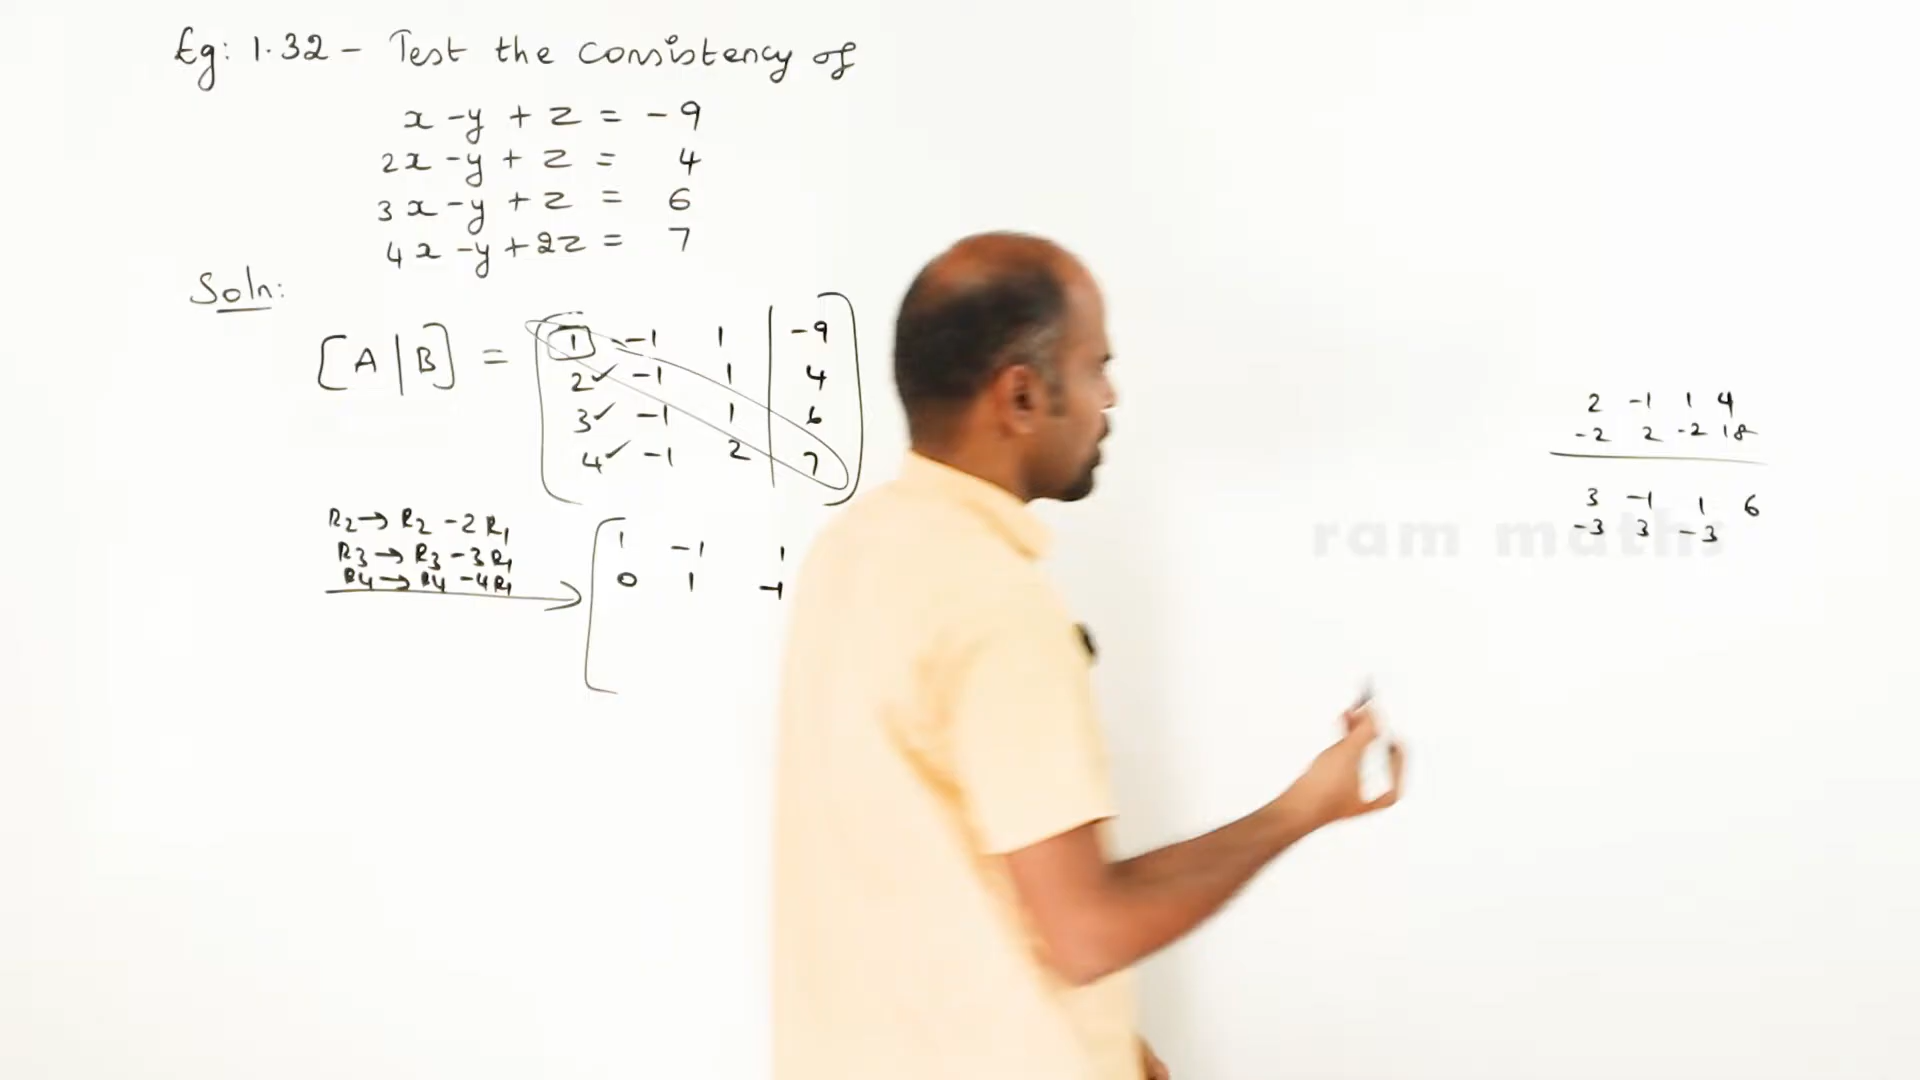 Eg: 1.32 - Test the consistency of
x - y + z = - 9
2x - y + z = 4
3x - y + z = 6
4x - y + 2z = 7
Soln:
[A|B] = 1 -1 1 | -9
2✓ -1 1 | 4
3✓ -1 1 | 6
4✓ -1 2 | 7
R2 → R2 - 2R1
R3 → R3 - 3R1
R4 → R4 - 4R1
1 -1 1
0 1 -1
2 -1 1 4
-2 2 -2 18
3 -1 1 6
-3 3 -3
ram maths